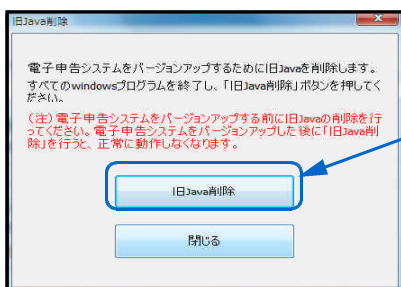 旧Java削除
電子申告システムをバージョンアップするために旧Javaを削除します。
すべてのwindowsプログラムを終了し、「旧Java削除」ボタンを押してく
ださい。
(注)電子申告システムをバージョンアップする前に旧Javaの削除を行
ってください。電子申告システムをバージョンアップした後に「旧Java削
除」を行うと、正常に動作しなくなります。
旧Java削除
閉じる